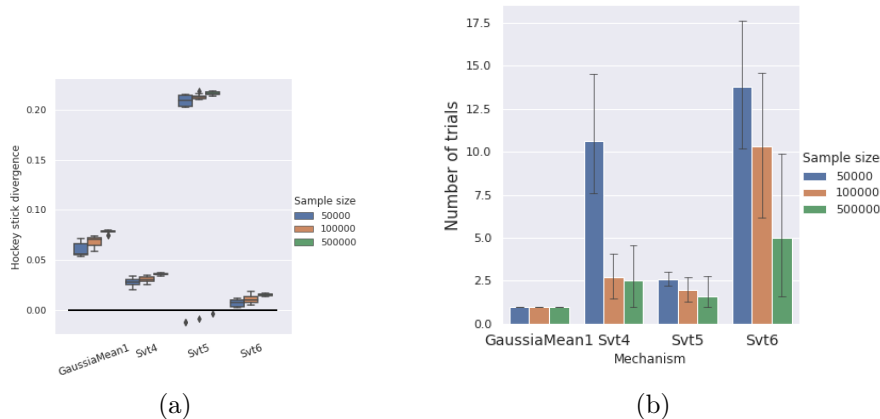 Hockey stick divergence
0.20
0.15
0.10
0.05
0.00
GaussiaMean1
Svt4
Svt5
Svt6
Sample size
50000
100000
500000
(a)
Number of trials
17.5
15.0
12.5
10.0
7.5
5.0
2.5
0.0
GaussiaMean1 Svt4 Svt5 Svt6
Mechanism
Sample size
50000
100000
500000
(b)